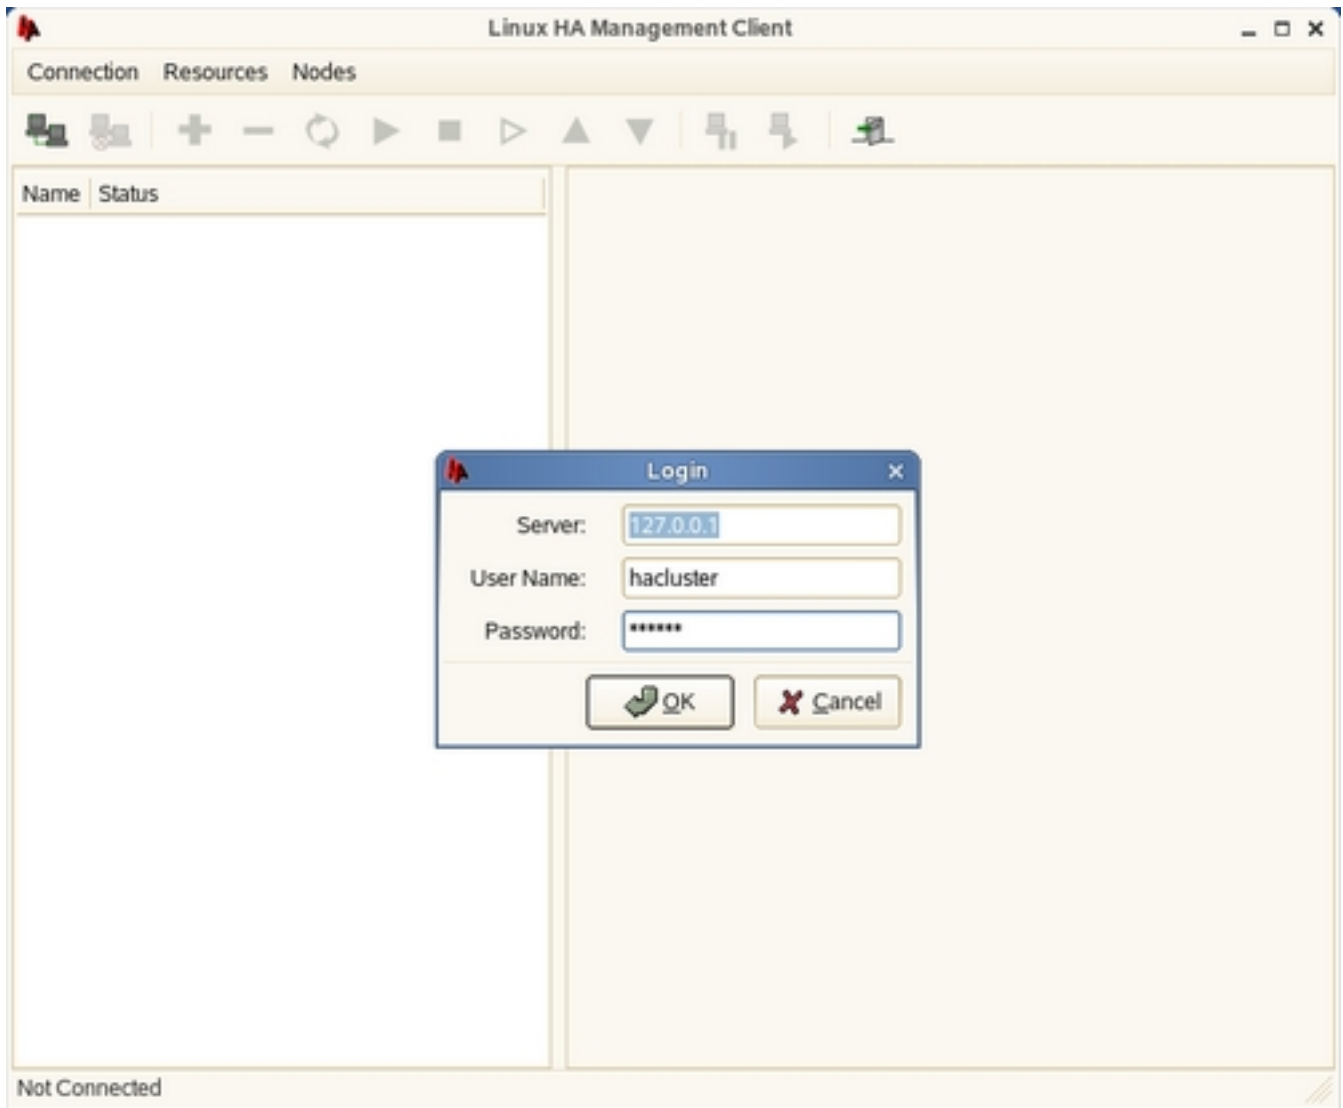 Linux HA Management Client
Connection Resources Nodes
Name Status
Login
Server: 127.0.0.1
User Name: hacluster
Password: ******
OK Cancel
Not Connected